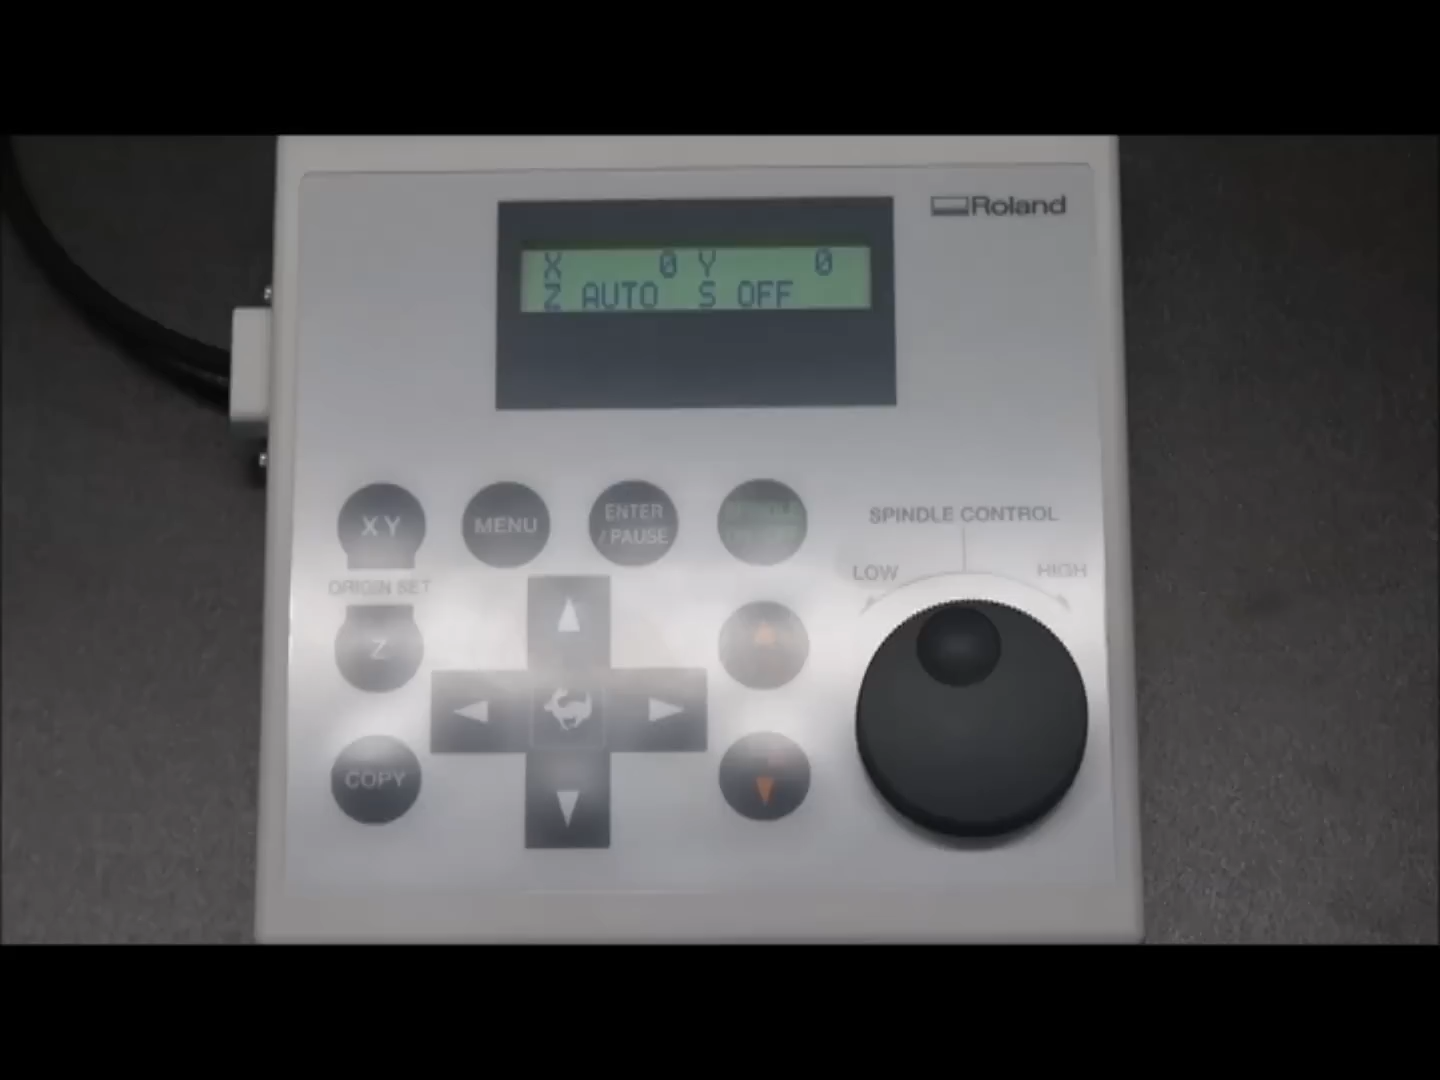 Roland
X 0 Y 0
Z AUTO S OFF
XY
MENU
ENTER
/ PAUSE
SPINDLE CONTROL
LOW
HIGH
ORIGIN SET
Z
COPY